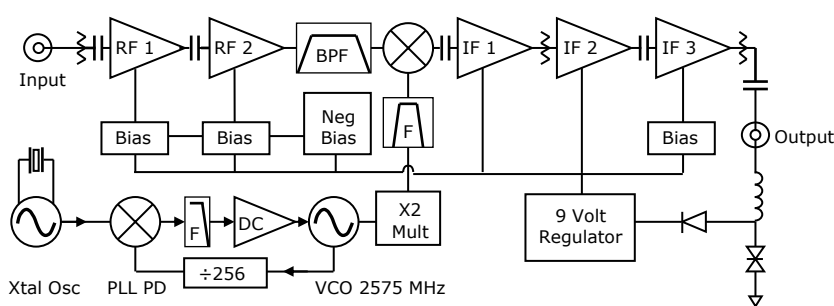 RF 1
RF 2
BPF
IF 1
IF 2
IF 3
Input
F
Bias
Bias
Neg
Bias
Bias
Output
F
DC
X2
Mult
9 Volt
Regulator
÷256
Xtal Osc
PLL PD
VCO 2575 MHz